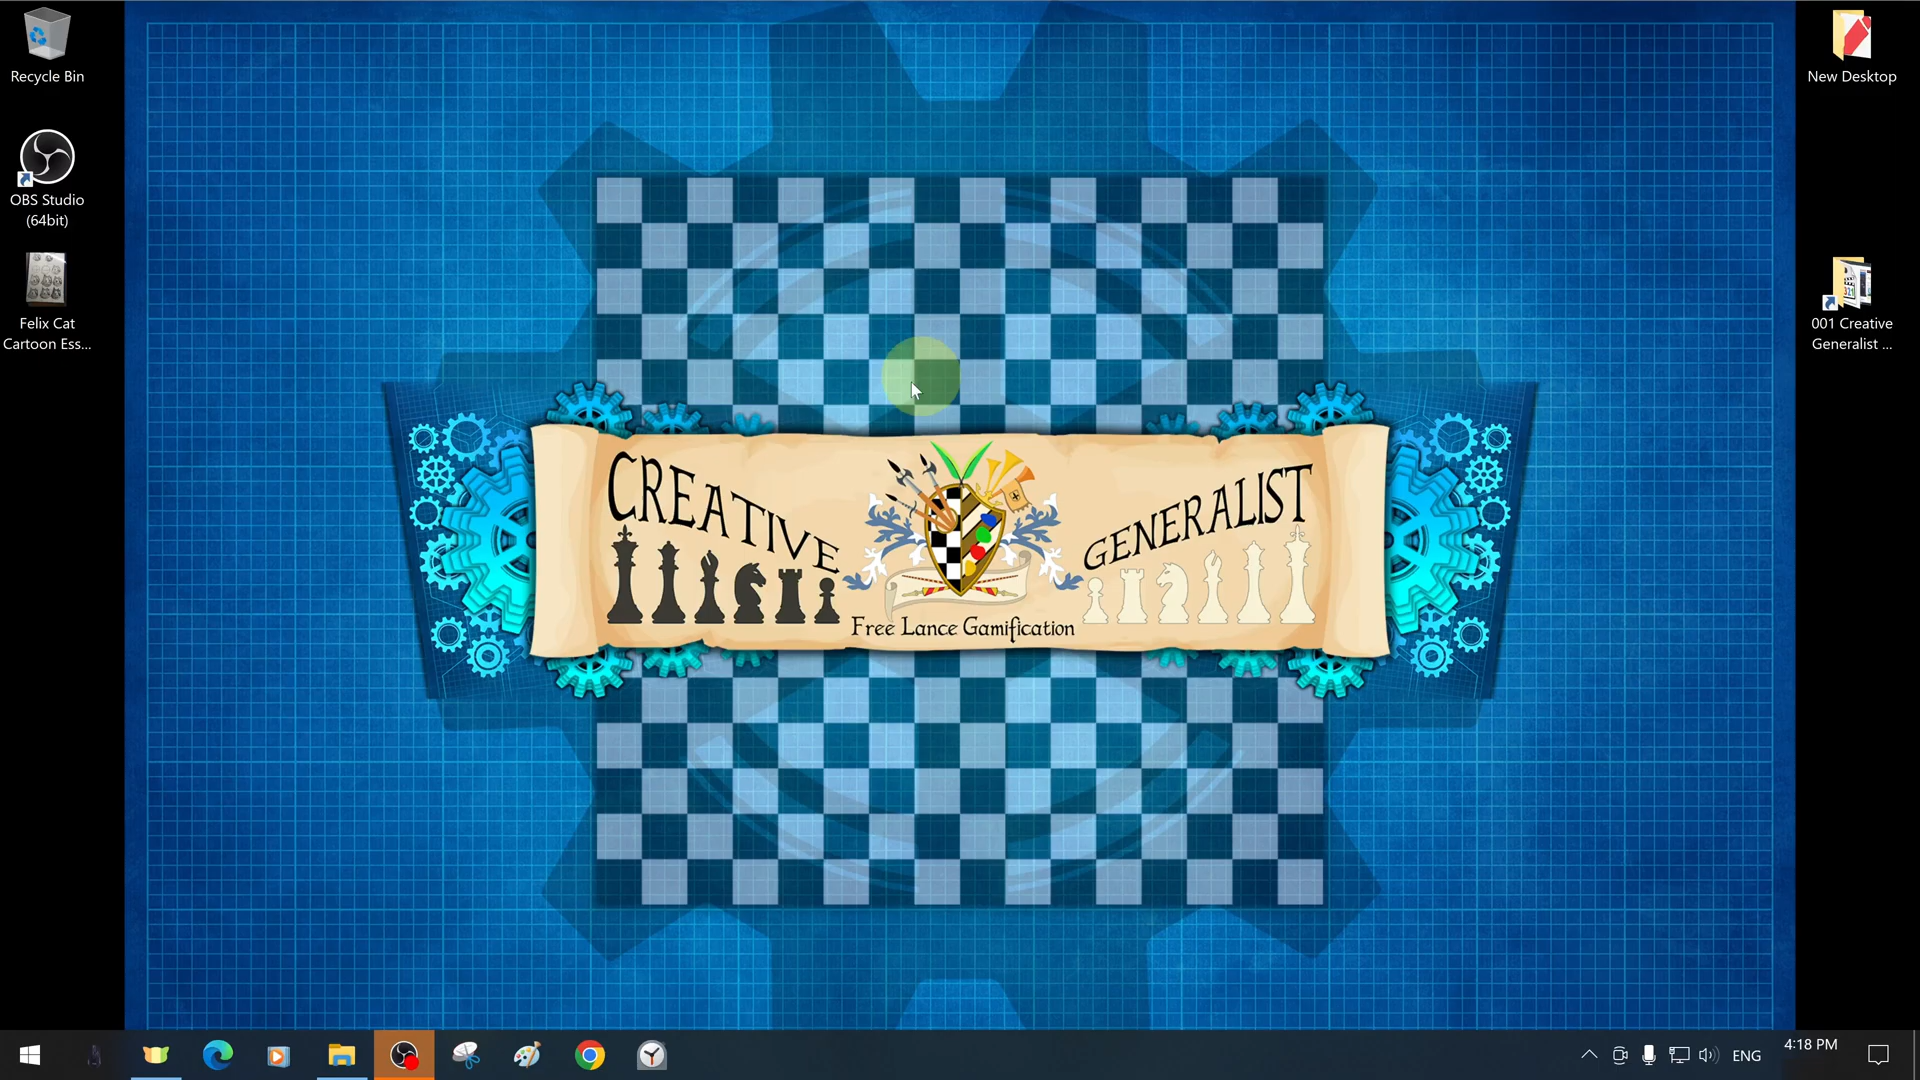 Recycle Bin
OBS Studio
(64bit)
Felix Cat
Cartoon Ess...
New Desktop
001 Creative
Generalist ...
CREATIVE
GENERALIST
Free Lance Gamification
ENG
4:18 PM